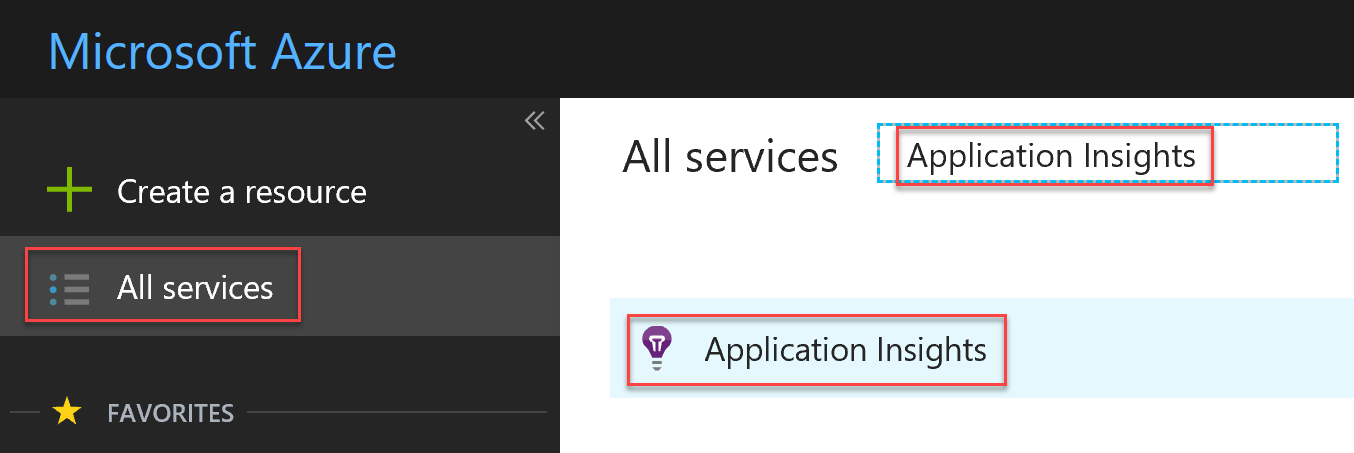 Microsoft Azure
Create a resource
All services
FAVORITES
All services
Application Insights
Application Insights